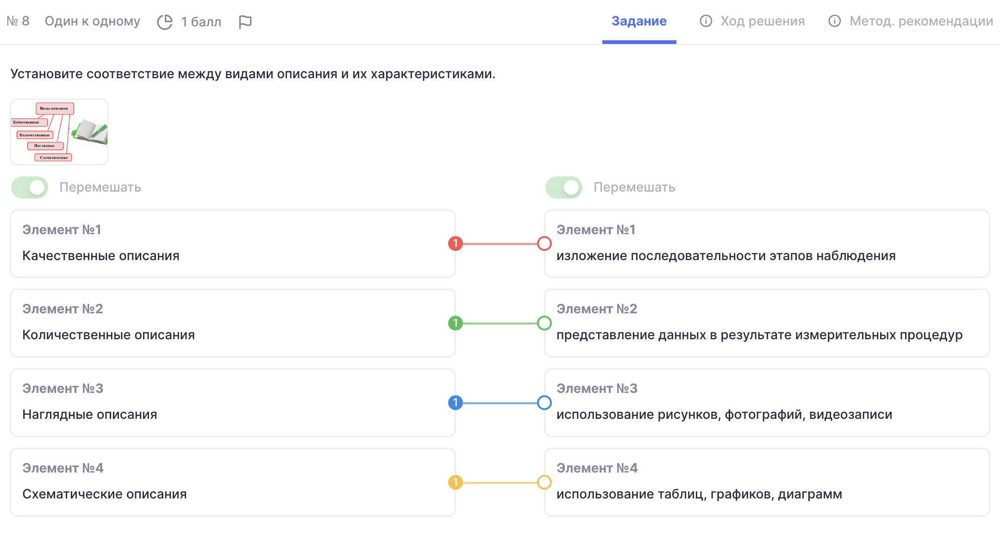 № 8 Один к одному 1 балл Задание Ход решения Метод. рекомендации
Установите соответствие между видами описания и их характеристиками.
Виды описания
Качественные
Количественные
Наглядные
Схематические
Перемешать Перемешать
Элемент №1
Качественные описания
1
Элемент №1
изложение последовательности этапов наблюдения
Элемент №2
Количественные описания
1
Элемент №2
представление данных в результате измерительных процедур
Элемент №3
Наглядные описания
1
Элемент №3
использование рисунков, фотографий, видеозаписи
Элемент №4
Схематические описания
1
Элемент №4
использование таблиц, графиков, диаграмм